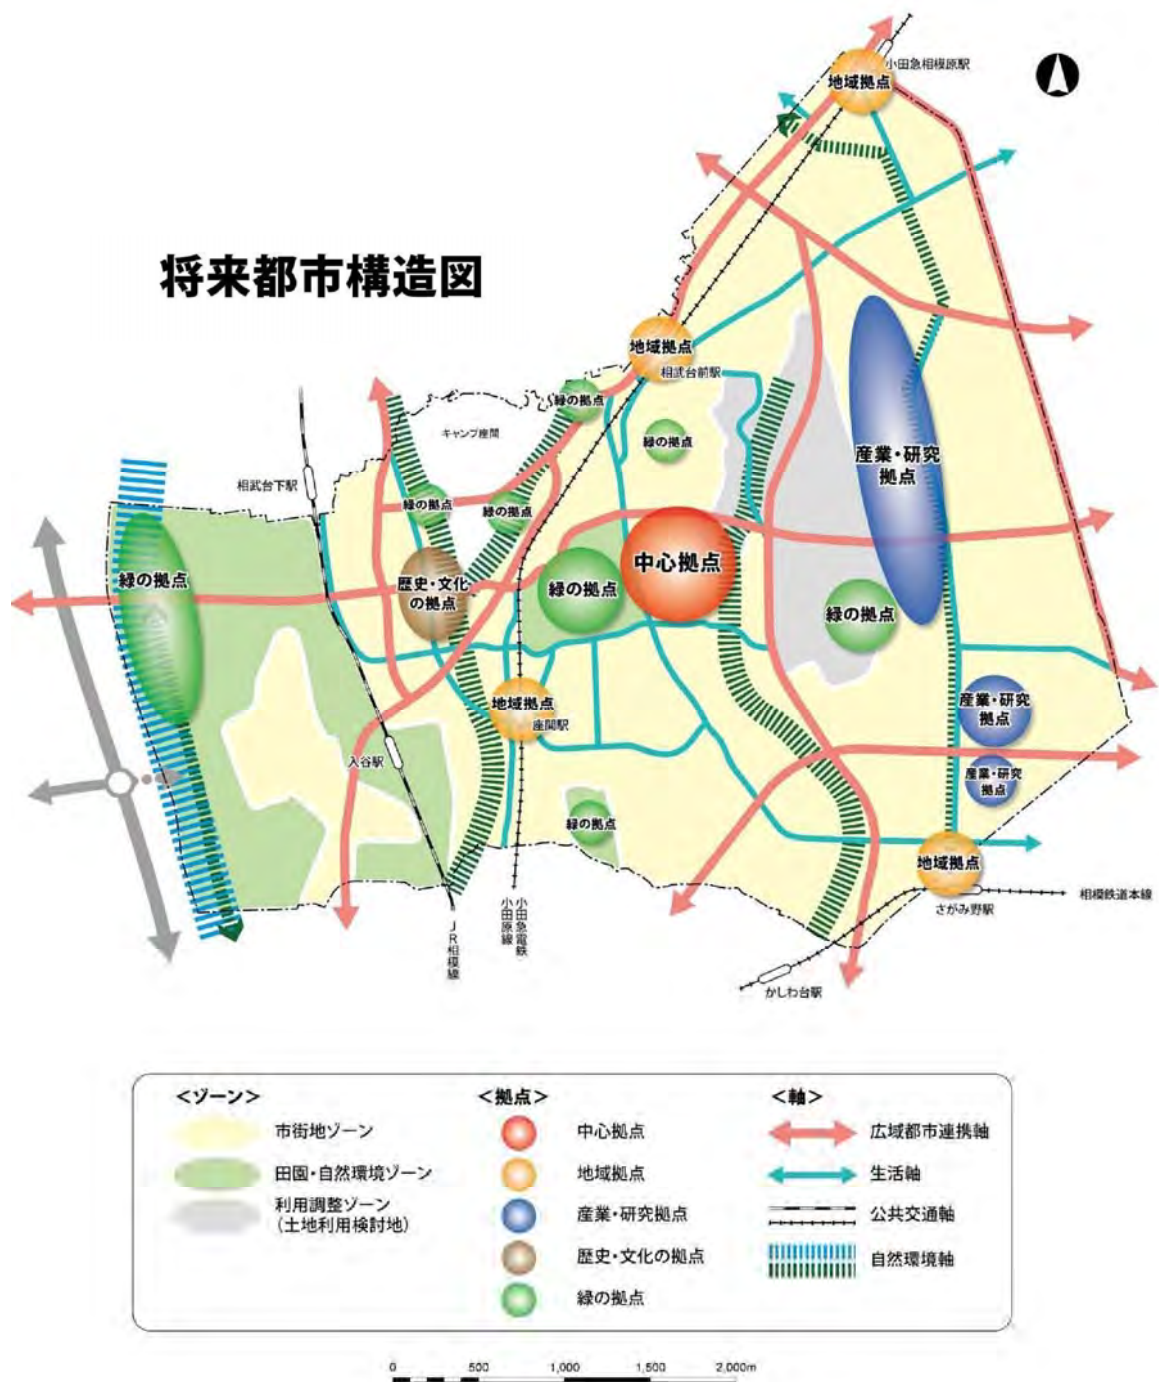 小田急相模原駅
地域拠点
将来都市構造図
地域拠点
相武台前駅
緑の拠点
キャンプ座間
緑の拠点
産業・研究
拠点
相武台下駅
緑の拠点
緑の拠点
中心拠点
緑の拠点
歴史・文化
の拠点
緑の拠点
緑の拠点
地域拠点
座間駅
産業・研究
拠点
入谷駅
産業・研究
拠点
緑の拠点
地域拠点
さがみ野駅
相模鉄道本線
JR相模線
小田急電鉄
小田原線
かしわ台駅
<ゾーン>
市街地ゾーン
田園・自然環境ゾーン
利用調整ゾーン
(土地利用検討地)
<拠点>
中心拠点
地域拠点
産業・研究拠点
歴史・文化の拠点
緑の拠点
<軸>
広域都市連携軸
生活軸
公共交通軸
自然環境軸
0 500 1,000 1,500 2,000m